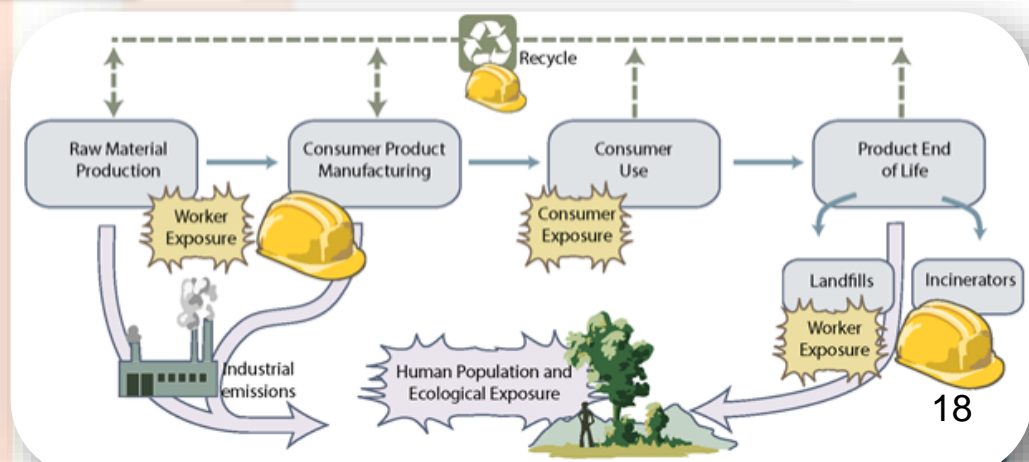 Recycle
Raw Material
Production
Consumer Product
Manufacturing
Consumer
Use
Product End
of Life
Worker
Exposure
Consumer
Exposure
Landfills
Incinerators
Worker
Exposure
Industrial
emissions
Human Population and
Ecological Exposure
18